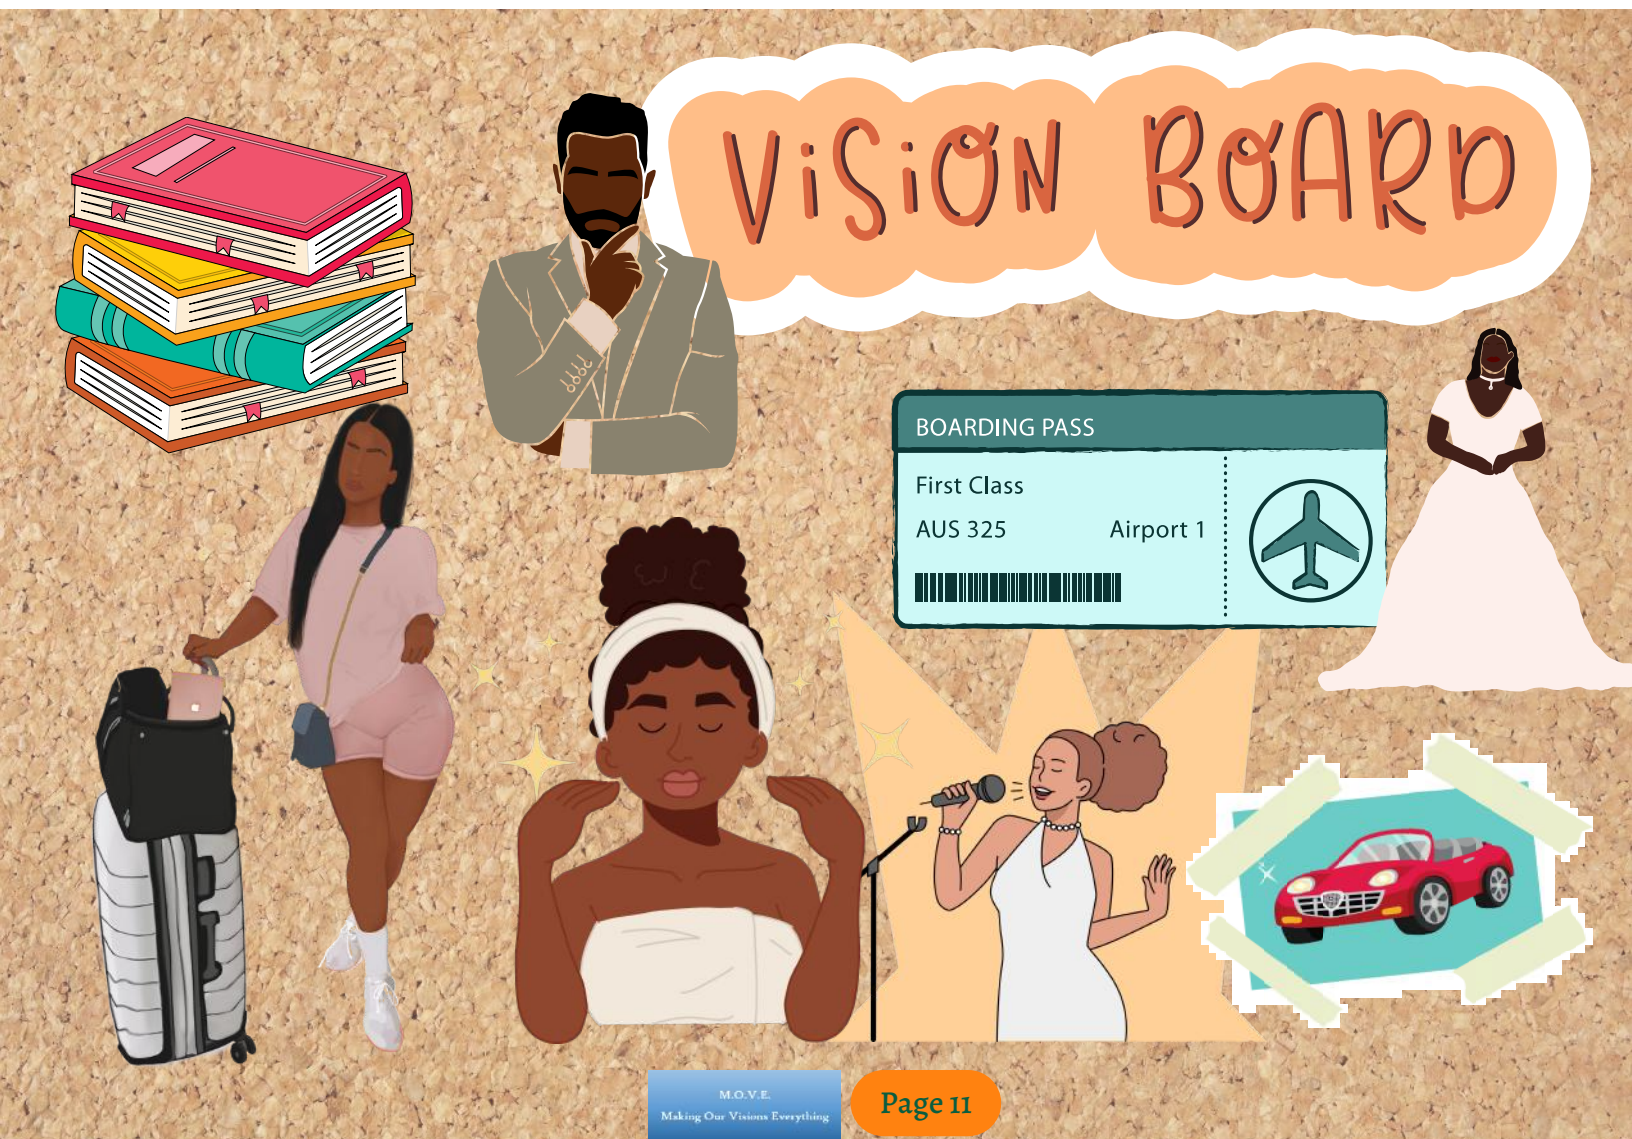 ViSiON BOARD
BOARDING PASS
First Class
AUS 325 Airport 1
M.O.V.E.
Making Our Visions Everything
Page 11